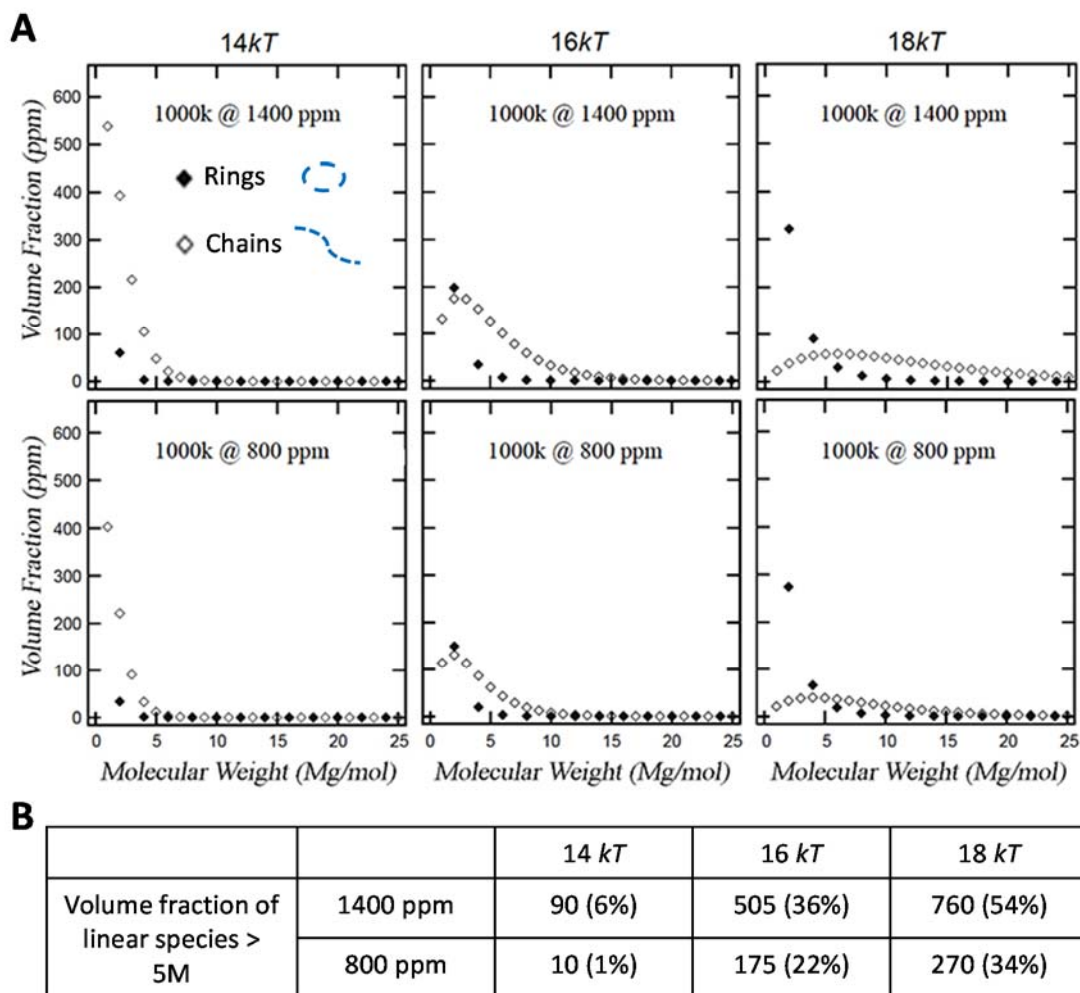 A
14kT 16kT 18kT
Volume Fraction (ppm)
600
500
400
300
200
100
0
1000k @ 1400 ppm
Rings
Chains
1000k @ 1400 ppm
1000k @ 1400 ppm
Volume Fraction (ppm)
600
500
400
300
200
100
0
1000k @ 800 ppm
1000k @ 800 ppm
1000k @ 800 ppm
0 5 10 15 20 25
0 5 10 15 20 25
0 5 10 15 20 25
Molecular Weight (Mg/mol)
Molecular Weight (Mg/mol)
Molecular Weight (Mg/mol)
B
14 kT 16 kT 18 kT
Volume fraction of
linear species >
5M
1400 ppm 90 (6%) 505 (36%) 760 (54%)
800 ppm 10 (1%) 175 (22%) 270 (34%)